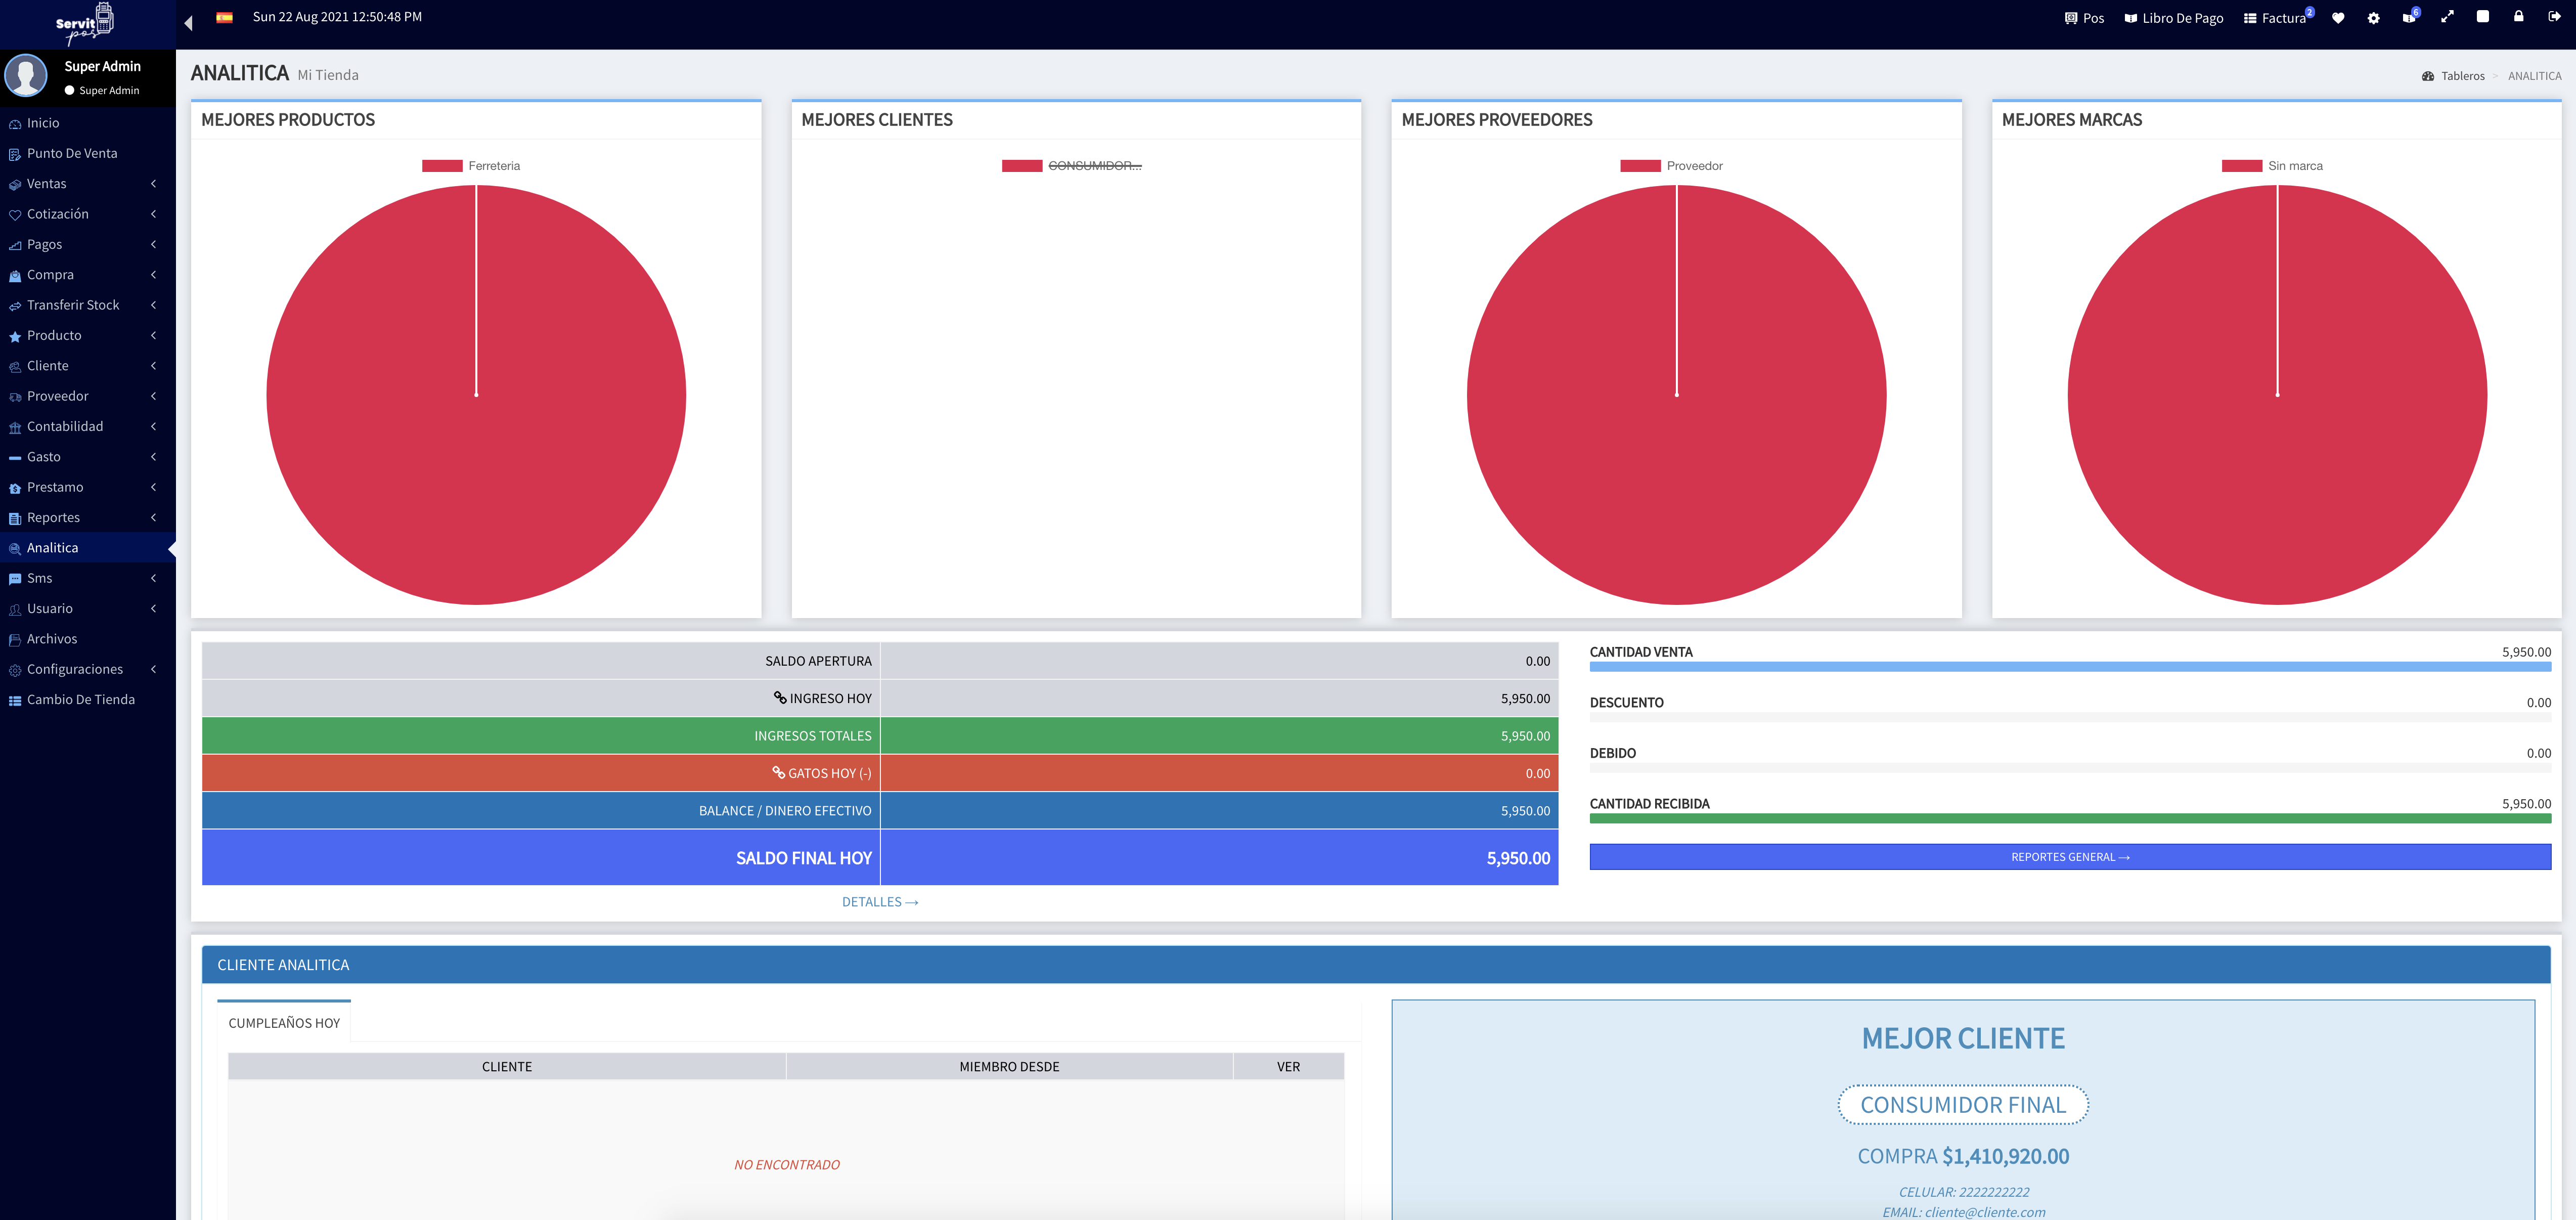 Servit
pos
Sun 22 Aug 2021 12:50:48 PM
Pos
Libro De Pago
Factura 2
6
Super Admin
Super Admin
Inicio
Punto De Venta
Ventas
Cotización
Pagos
Compra
Transferir Stock
Producto
Cliente
Proveedor
Contabilidad
Gasto
Prestamo
Reportes
Analitica
Sms
Usuario
Archivos
Configuraciones
Cambio De Tienda
ANALITICA Mi Tienda
Tableros > ANALITICA
MEJORES PRODUCTOS
Ferreteria
MEJORES CLIENTES
CONSUMIDOR...
MEJORES PROVEEDORES
Proveedor
MEJORES MARCAS
Sin marca
SALDO APERTURA 0.00
INGRESO HOY 5,950.00
INGRESOS TOTALES 5,950.00
GATOS HOY (-) 0.00
BALANCE / DINERO EFECTIVO 5,950.00
SALDO FINAL HOY 5,950.00
DETALLES →
CANTIDAD VENTA 5,950.00
DESCUENTO 0.00
DEBIDO 0.00
CANTIDAD RECIBIDA 5,950.00
REPORTES GENERAL →
CLIENTE ANALITICA
CUMPLEAÑOS HOY
CLIENTE MIEMBRO DESDE VER
NO ENCONTRADO
MEJOR CLIENTE
CONSUMIDOR FINAL
COMPRA $1,410,920.00
CELULAR: 2222222222
EMAIL: cliente@cliente.com